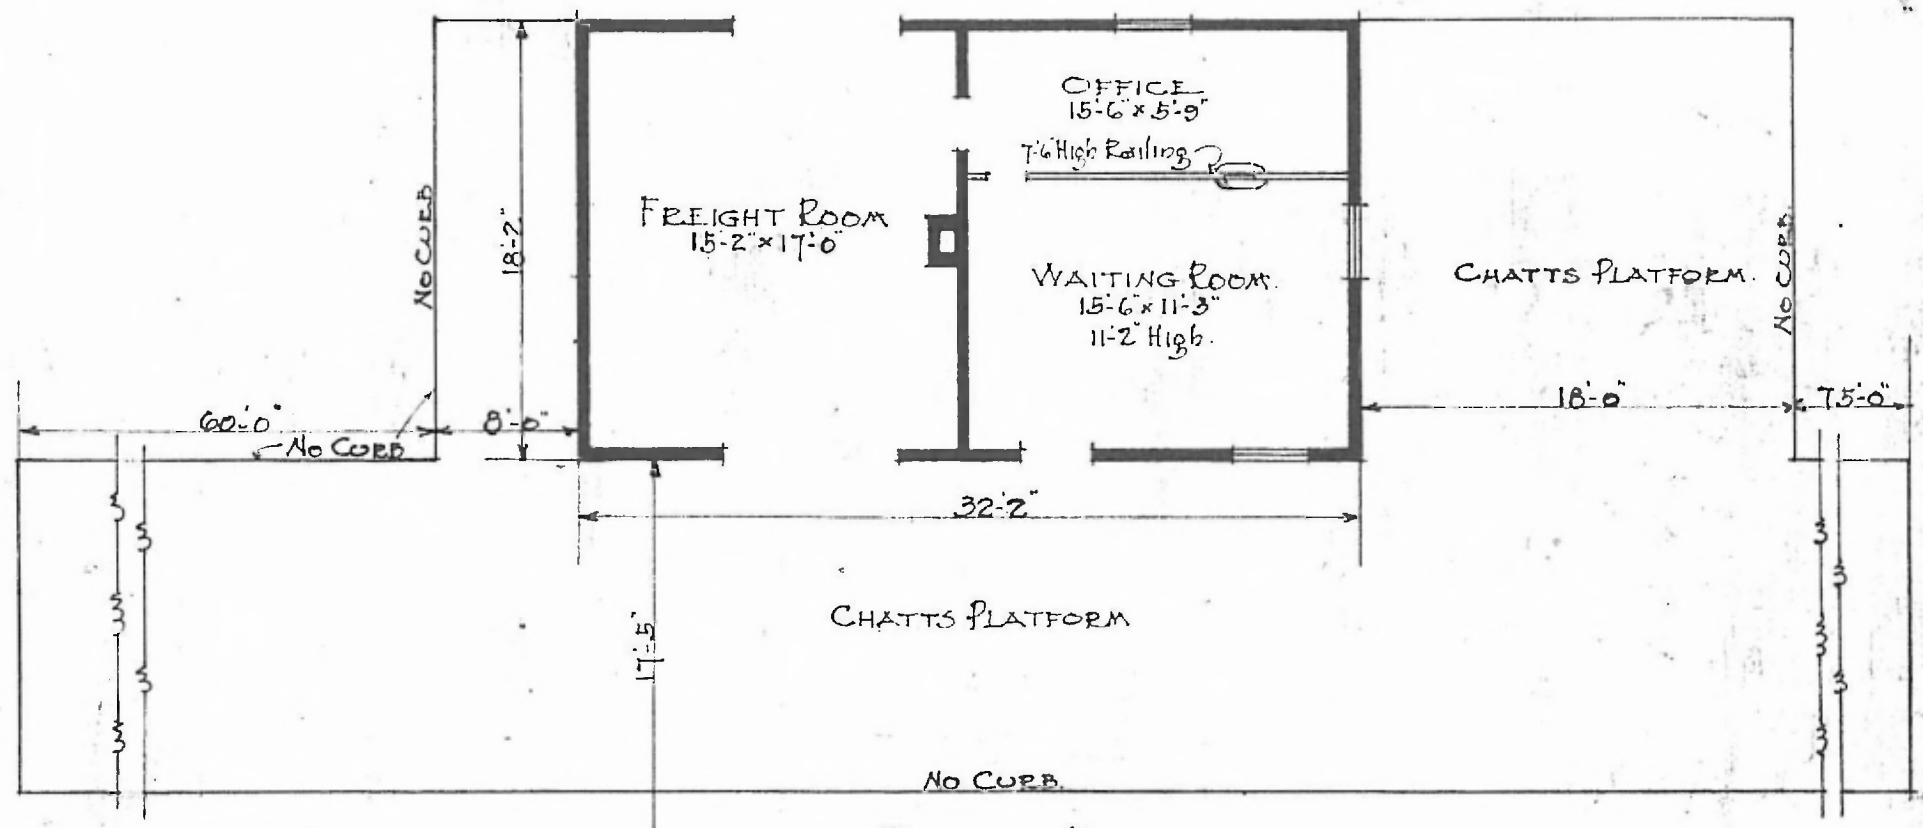 OFFICE
15'-6" x 5'-9"
7'-6" High Railing
NO CURB
18'-2"
FREIGHT ROOM
15'-2" x 17'-0"
WAITING ROOM.
15'-6" x 11'-3"
11'-2" High.
CHATTS PLATFORM.
NO CURB.
60'-0"
8'-0"
NO CURB
18'-0"
75'-0"
32'-2"
17'-5"
CHATTS PLATFORM
NO CURB.